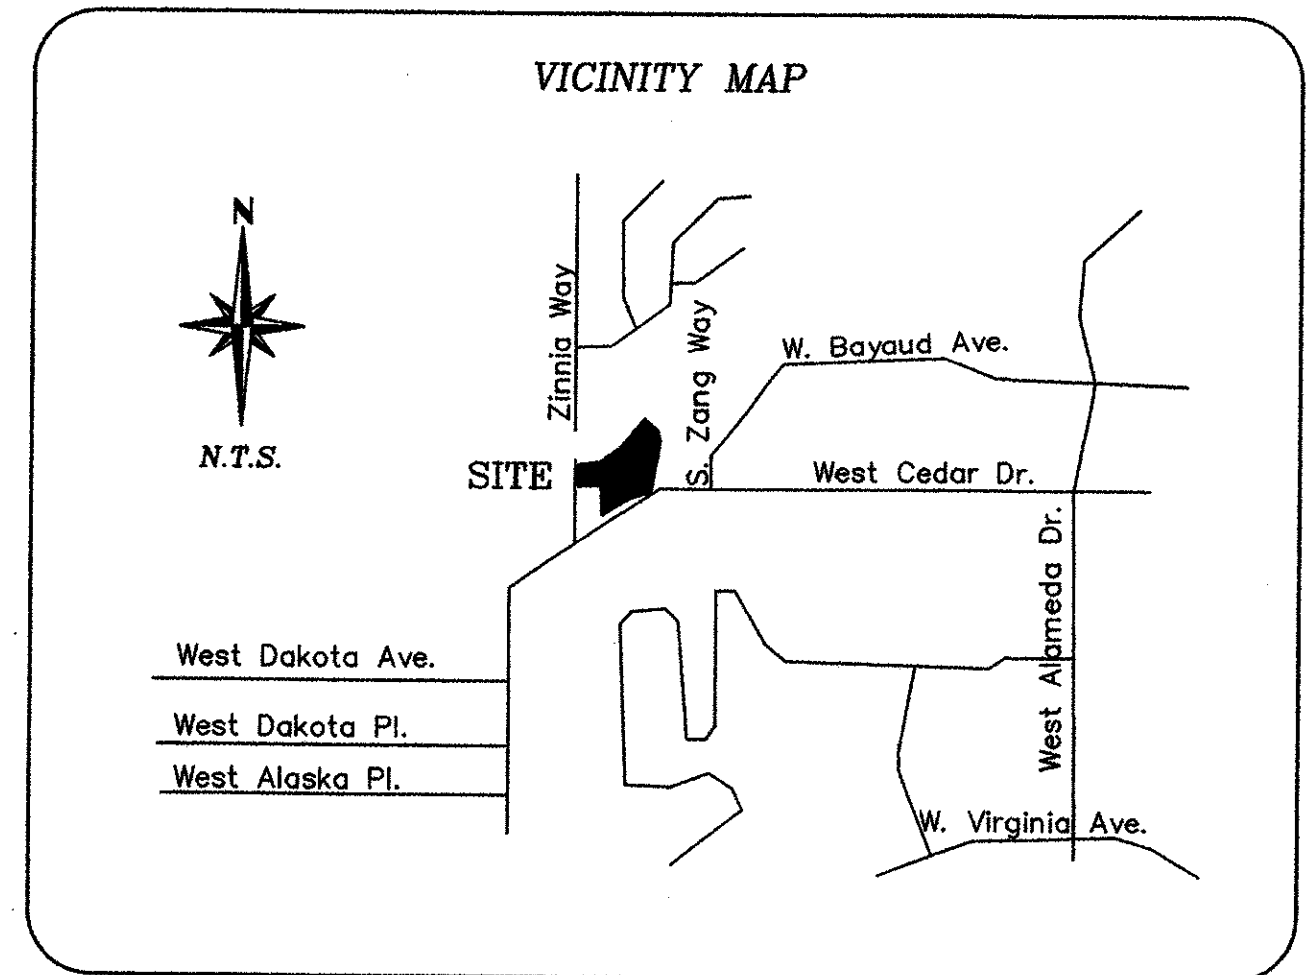 VICINITY MAP
N
N.T.S.
Zinnia Way
S. Zang Way
W. Bayaud Ave.
SITE
West Cedar Dr.
West Alameda Dr.
West Dakota Ave.
West Dakota Pl.
West Alaska Pl.
W. Virginia Ave.